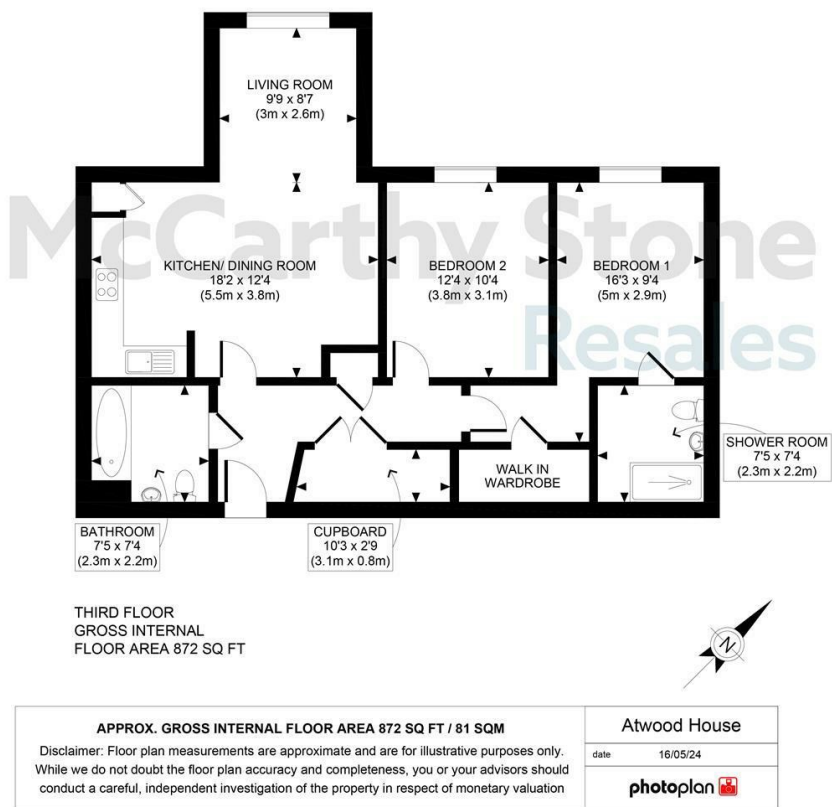 LIVING ROOM
9'9 x 8'7
(3m x 2.6m)
McCarthy Stone
Resales
KITCHEN/ DINING ROOM
18'2 x 12'4
(5.5m x 3.8m)
BEDROOM 2
12'4 x 10'4
(3.8m x 3.1m)
BEDROOM 1
16'3 x 9'4
(5m x 2.9m)
SHOWER ROOM
7'5 x 7'4
(2.3m x 2.2m)
WALK IN
WARDROBE
BATHROOM
7'5 x 7'4
(2.3m x 2.2m)
CUPBOARD
10'3 x 2'9
(3.1m x 0.8m)
THIRD FLOOR
GROSS INTERNAL
FLOOR AREA 872 SQ FT
N
APPROX. GROSS INTERNAL FLOOR AREA 872 SQ FT / 81 SQM
Disclaimer: Floor plan measurements are approximate and are for illustrative purposes only.
While we do not doubt the floor plan accuracy and completeness, you or your advisors should
conduct a careful, independent investigation of the property in respect of monetary valuation
Atwood House
date 16/05/24
photoplan